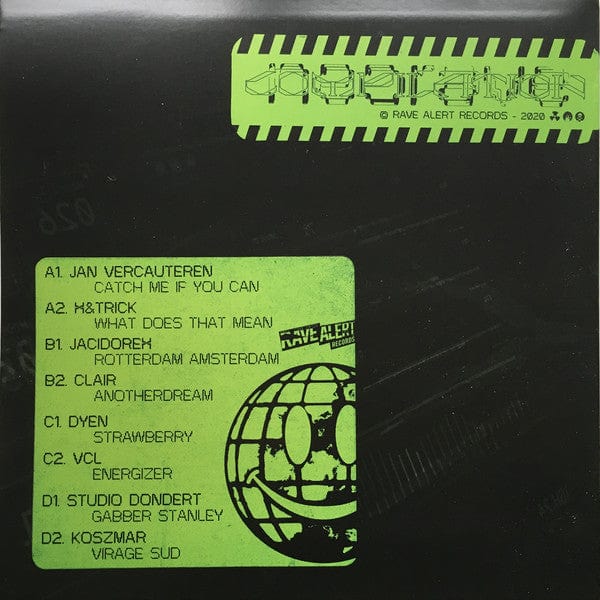 © RAVE ALERT RECORDS - 2020
A1. JAN VERCAUTEREN
CATCH ME IF YOU CAN
A2. X&TRICK
WHAT DOES THAT MEAN
B1. JACIDOREX
ROTTERDAM AMSTERDAM
B2. CLAIR
ANOTHERDREAM
C1. DYEN
STRAWBERRY
C2. VCL
ENERGIZER
D1. STUDIO DONDERT
GABBER STANLEY
D2. KOSZMAR
VIRAGE SUD
RAVE ALERT
RECORDS
026